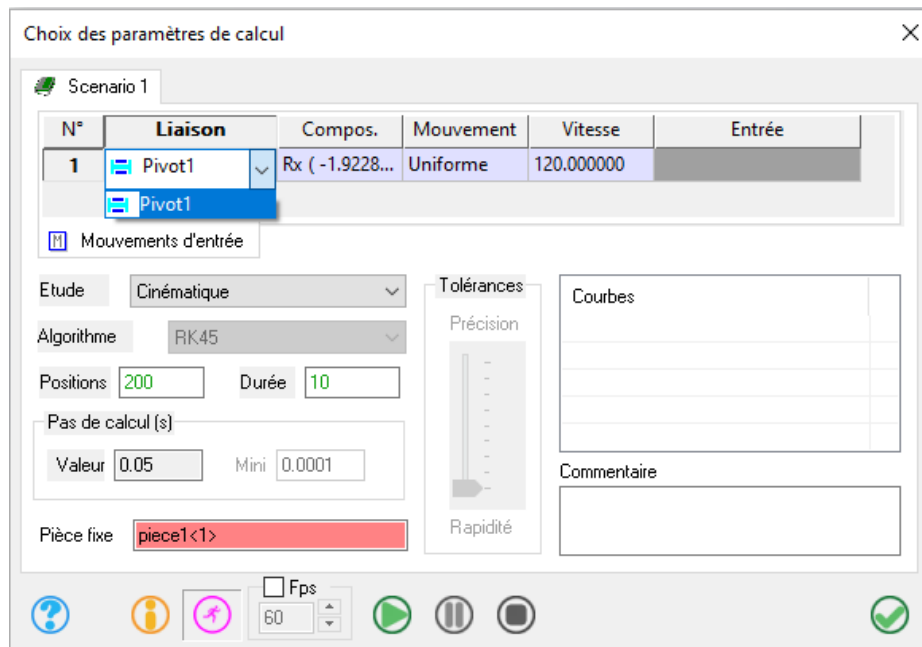 Choix des paramètres de calcul
Scenario 1
N° Liaison Compos. Mouvement Vitesse Entrée
1 Pivot1 Rx ( -1.9228... Uniforme 120.000000
Pivot1
M Mouvements d'entrée
Etude Cinématique
Algorithme RK45
Positions 200 Durée 10
Pas de calcul (s)
Valeur 0.05 Mini 0.0001
Pièce fixe piece1<1>
Tolérances
Précision
Rapidité
Courbes
Commentaire
Fps
60